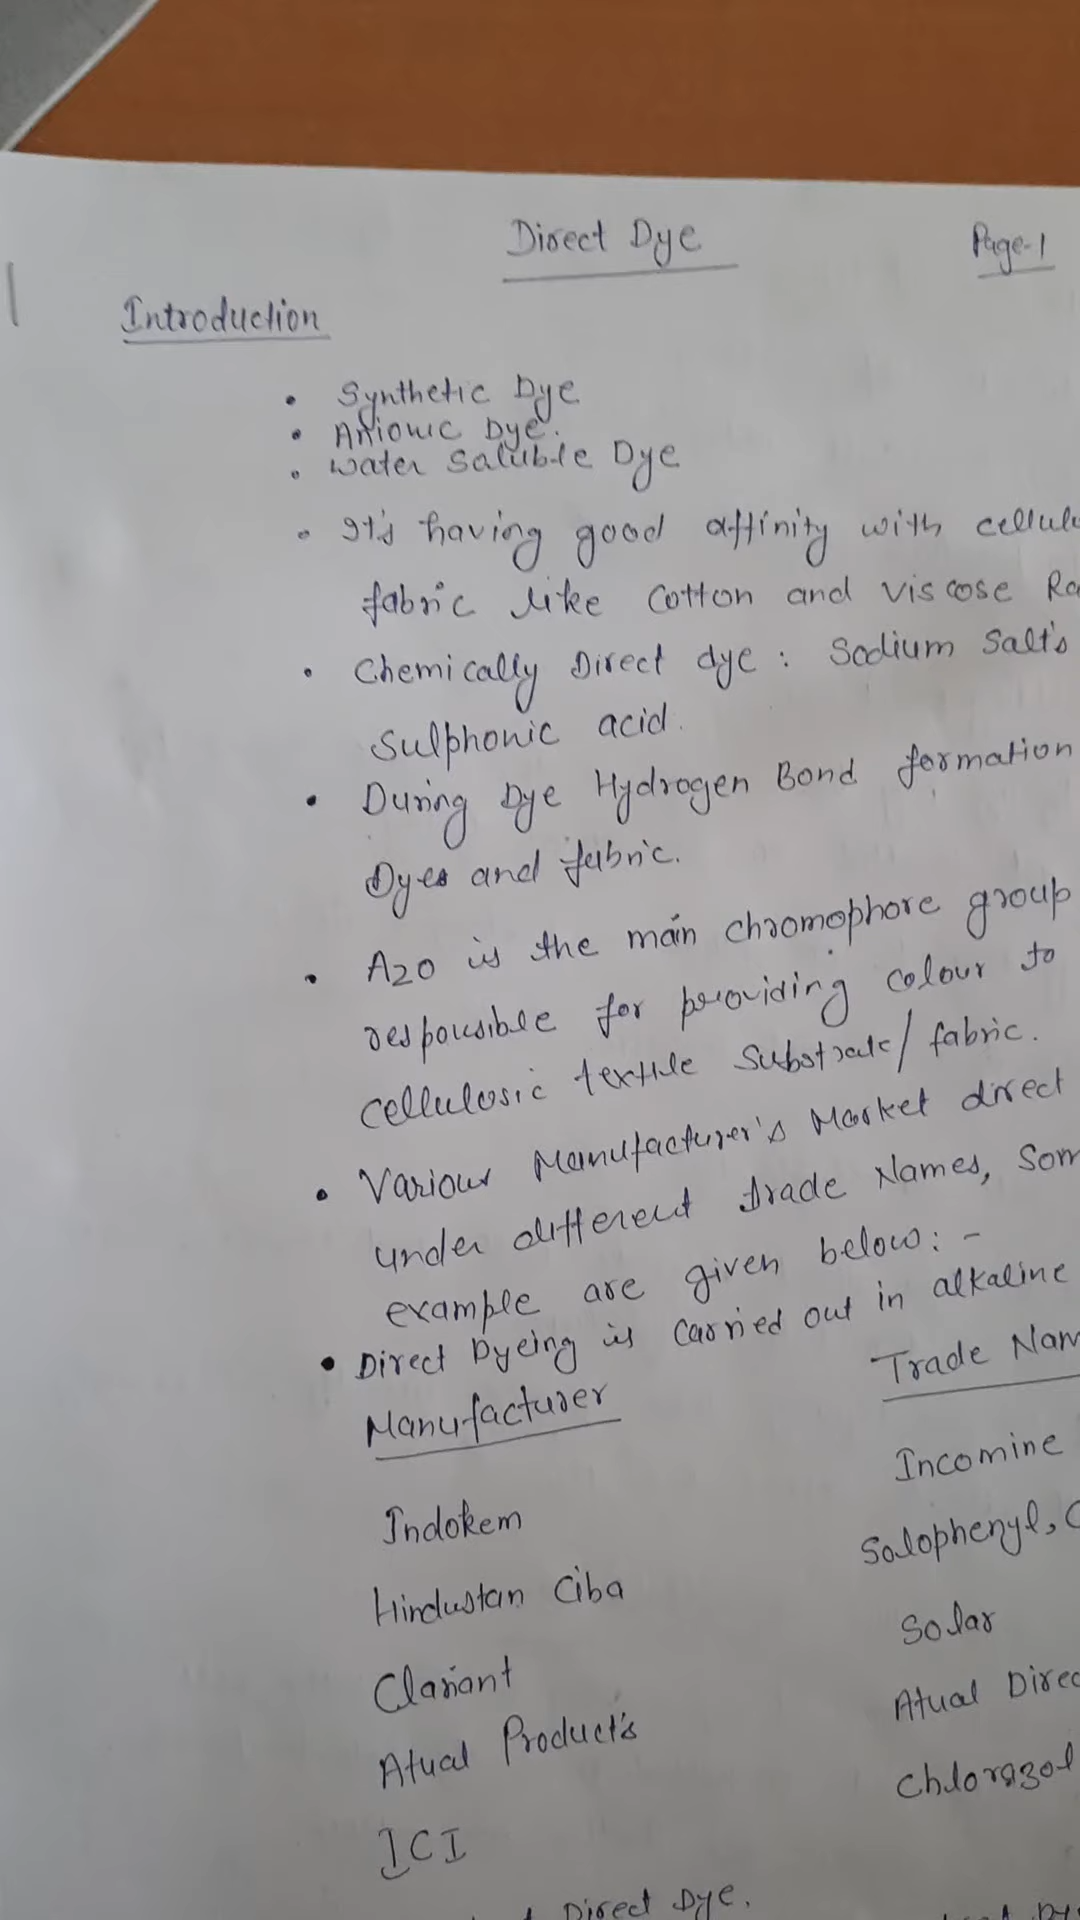 Direct Dye
Page-1
Introduction
• Synthetic Dye
• Anionic Dye.
• Water Saluble Dye
• It's having good affinity with cellul
fabric like Cotton and viscose Ra
• Chemically Direct dye : Sodium Salt's
Sulphonic acid.
• During Dye Hydrogen Bond formation
Dyes and fabric.
• Azo is the main chromophore group
responsible for providing colour to
cellulosic textile Substrate/ fabric.
• Various Manufacturer's Market direct
under different trade Names, Som
example are given below: -
• Direct Dyeing is carried out in alkaline
Manufacturer Trade Nam
Indokem Incomine
Hindustan Ciba Solophenyl, C
Clariant Solar
Atual Product's Atual Direc
ICI Chlorazol
Direct Dye.